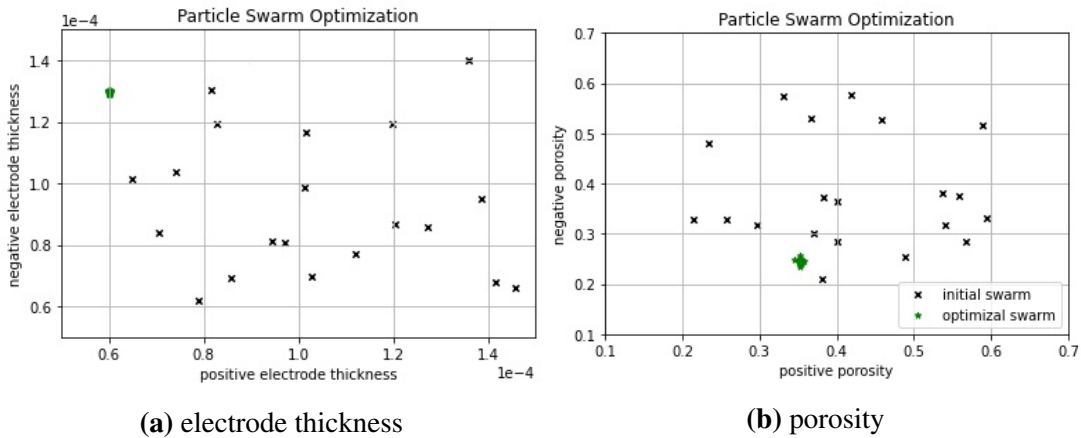 Particle Swarm Optimization
1e−4
negative electrode thickness
1.4
1.2
1.0
0.8
0.6
0.6 0.8 1.0 1.2 1.4
1e−4
positive electrode thickness
(a) electrode thickness
Particle Swarm Optimization
negative porosity
0.7
0.6
0.5
0.4
0.3
0.2
0.1
initial swarm
optimizal swarm
0.1 0.2 0.3 0.4 0.5 0.6 0.7
positive porosity
(b) porosity